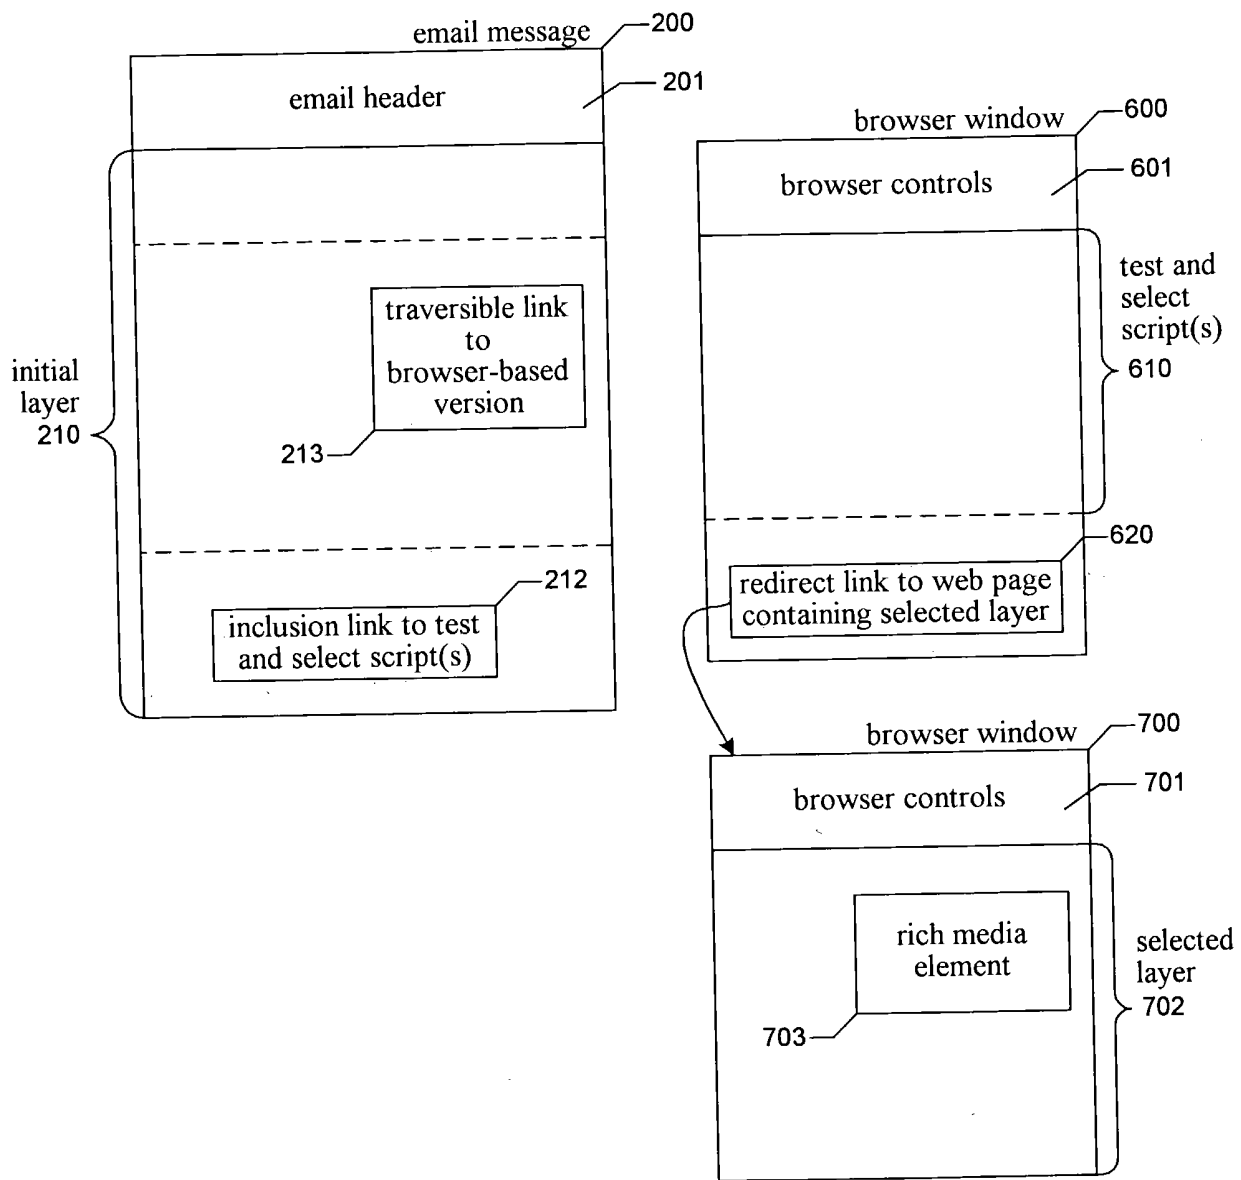 email message
200
email header
201
initial
layer
210
traversible link
to
browser-based
version
213
212
inclusion link to test
and select script(s)
browser window
600
browser controls
601
test and
select
script(s)
610
620
redirect link to web page
containing selected layer
browser window
700
browser controls
701
rich media
element
703
selected
layer
702